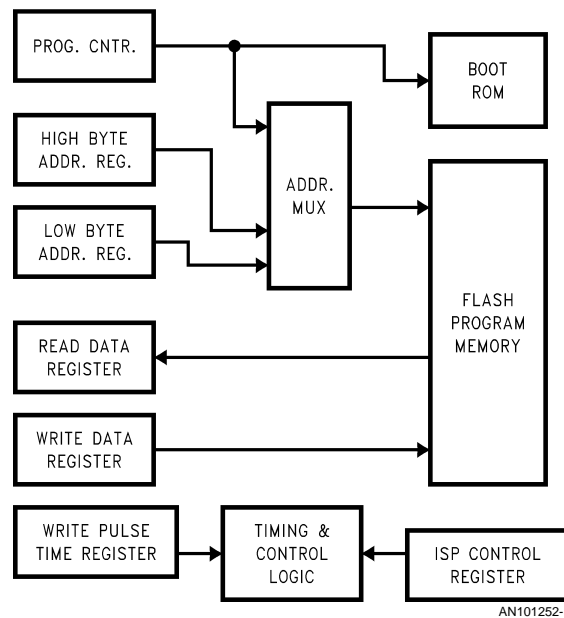 PROG. CNTR.
BOOT
ROM
HIGH BYTE
ADDR. REG.
ADDR.
MUX
LOW BYTE
ADDR. REG.
FLASH
PROGRAM
MEMORY
READ DATA
REGISTER
WRITE DATA
REGISTER
WRITE PULSE
TIME REGISTER
TIMING &
CONTROL
LOGIC
ISP CONTROL
REGISTER
AN101252-